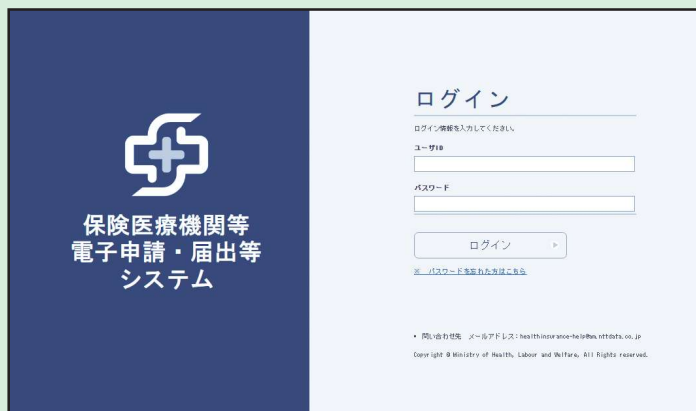 保険医療機関等
電子申請・届出等
システム
ログイン
ログイン情報を入力してください。
ユーザID
パスワード
ログイン
※ パスワードを忘れた方はこちら
• 問い合わせ先 メールアドレス：healthinsurance-help@am.nttdata.co.jp
Copyright © Ministry of Health, Labour and Welfare, All Rights reserved.